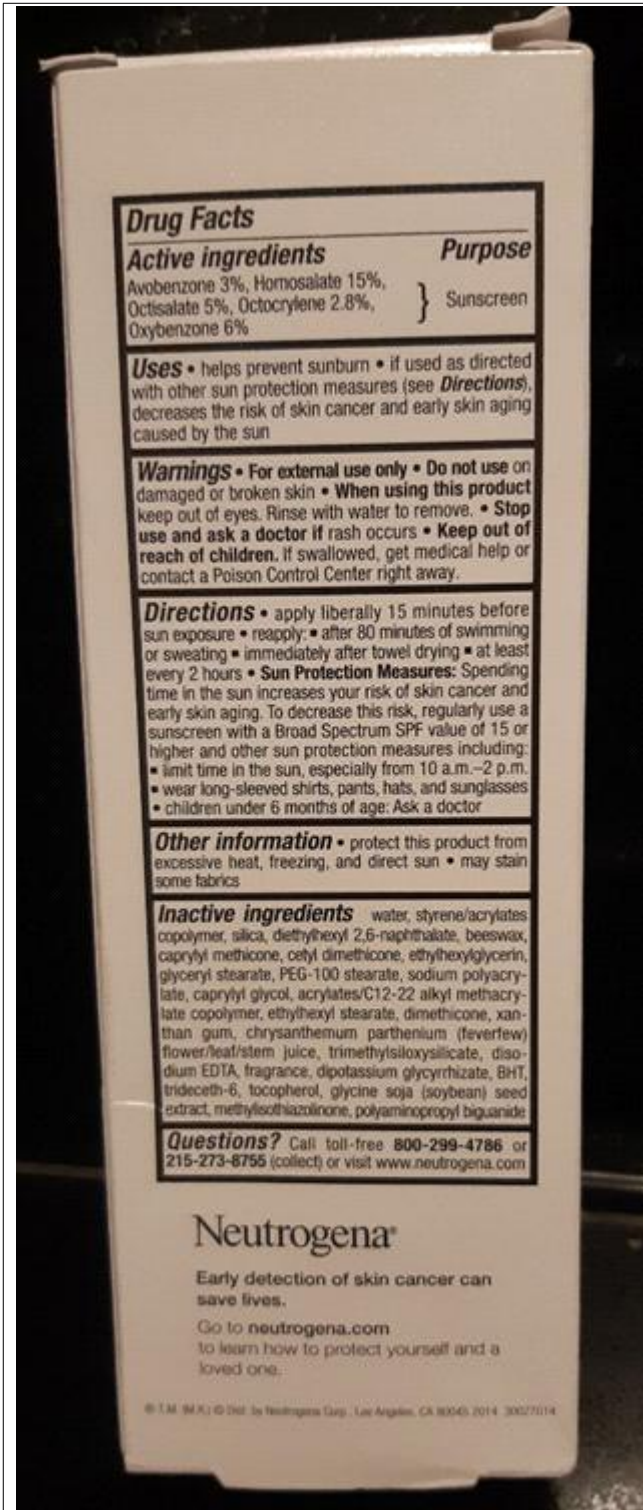 Drug Facts
Active ingredients Purpose
Avobenzone 3%, Homosalate 15%,
Octisalate 5%, Octocrylene 2.8%, } Sunscreen
Oxybenzone 6%
Uses • helps prevent sunburn • if used as directed
with other sun protection measures (see Directions),
decreases the risk of skin cancer and early skin aging
caused by the sun
Warnings • For external use only • Do not use on
damaged or broken skin • When using this product
keep out of eyes. Rinse with water to remove. • Stop
use and ask a doctor if rash occurs • Keep out of
reach of children. If swallowed, get medical help or
contact a Poison Control Center right away.
Directions • apply liberally 15 minutes before
sun exposure • reapply: ▪ after 80 minutes of swimming
or sweating ▪ immediately after towel drying ▪ at least
every 2 hours • Sun Protection Measures: Spending
time in the sun increases your risk of skin cancer and
early skin aging. To decrease this risk, regularly use a
sunscreen with a Broad Spectrum SPF value of 15 or
higher and other sun protection measures including:
▪ limit time in the sun, especially from 10 a.m.–2 p.m.
▪ wear long-sleeved shirts, pants, hats, and sunglasses
• children under 6 months of age: Ask a doctor
Other information • protect this product from
excessive heat, freezing, and direct sun • may stain
some fabrics
Inactive ingredients water, styrene/acrylates
copolymer, silica, diethylhexyl 2,6-naphthalate, beeswax,
caprylyl methicone, cetyl dimethicone, ethylhexylglycerin,
glyceryl stearate, PEG-100 stearate, sodium polyacry-
late, caprylyl glycol, acrylates/C12-22 alkyl methacry-
late copolymer, ethylhexyl stearate, dimethicone, xan-
than gum, chrysanthemum parthenium (feverfew)
flower/leaf/stem juice, trimethylsiloxysilicate, diso-
dium EDTA, fragrance, dipotassium glycyrrhizate, BHT,
trideceth-6, tocopherol, glycine soja (soybean) seed
extract, methylisothiazolinone, polyaminopropyl biguanide
Questions? Call toll-free 800-299-4786 or
215-273-8755 (collect) or visit www.neutrogena.com
Neutrogena®
Early detection of skin cancer can
save lives.
Go to neutrogena.com
to learn how to protect yourself and a
loved one.
Dist. by Neutrogena Corp., Los Angeles, CA 90045 2014 30027014